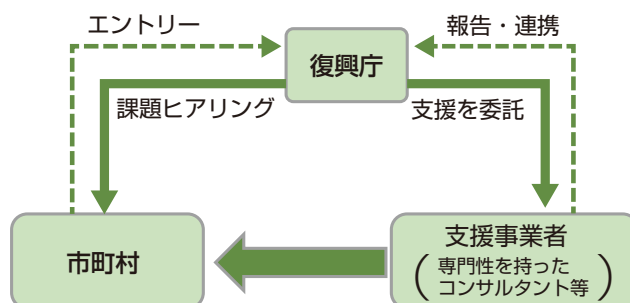 エントリー
報告・連携
復興庁
課題ヒアリング
支援を委託
市町村
支援事業者
(専門性を持った
コンサルタント等)